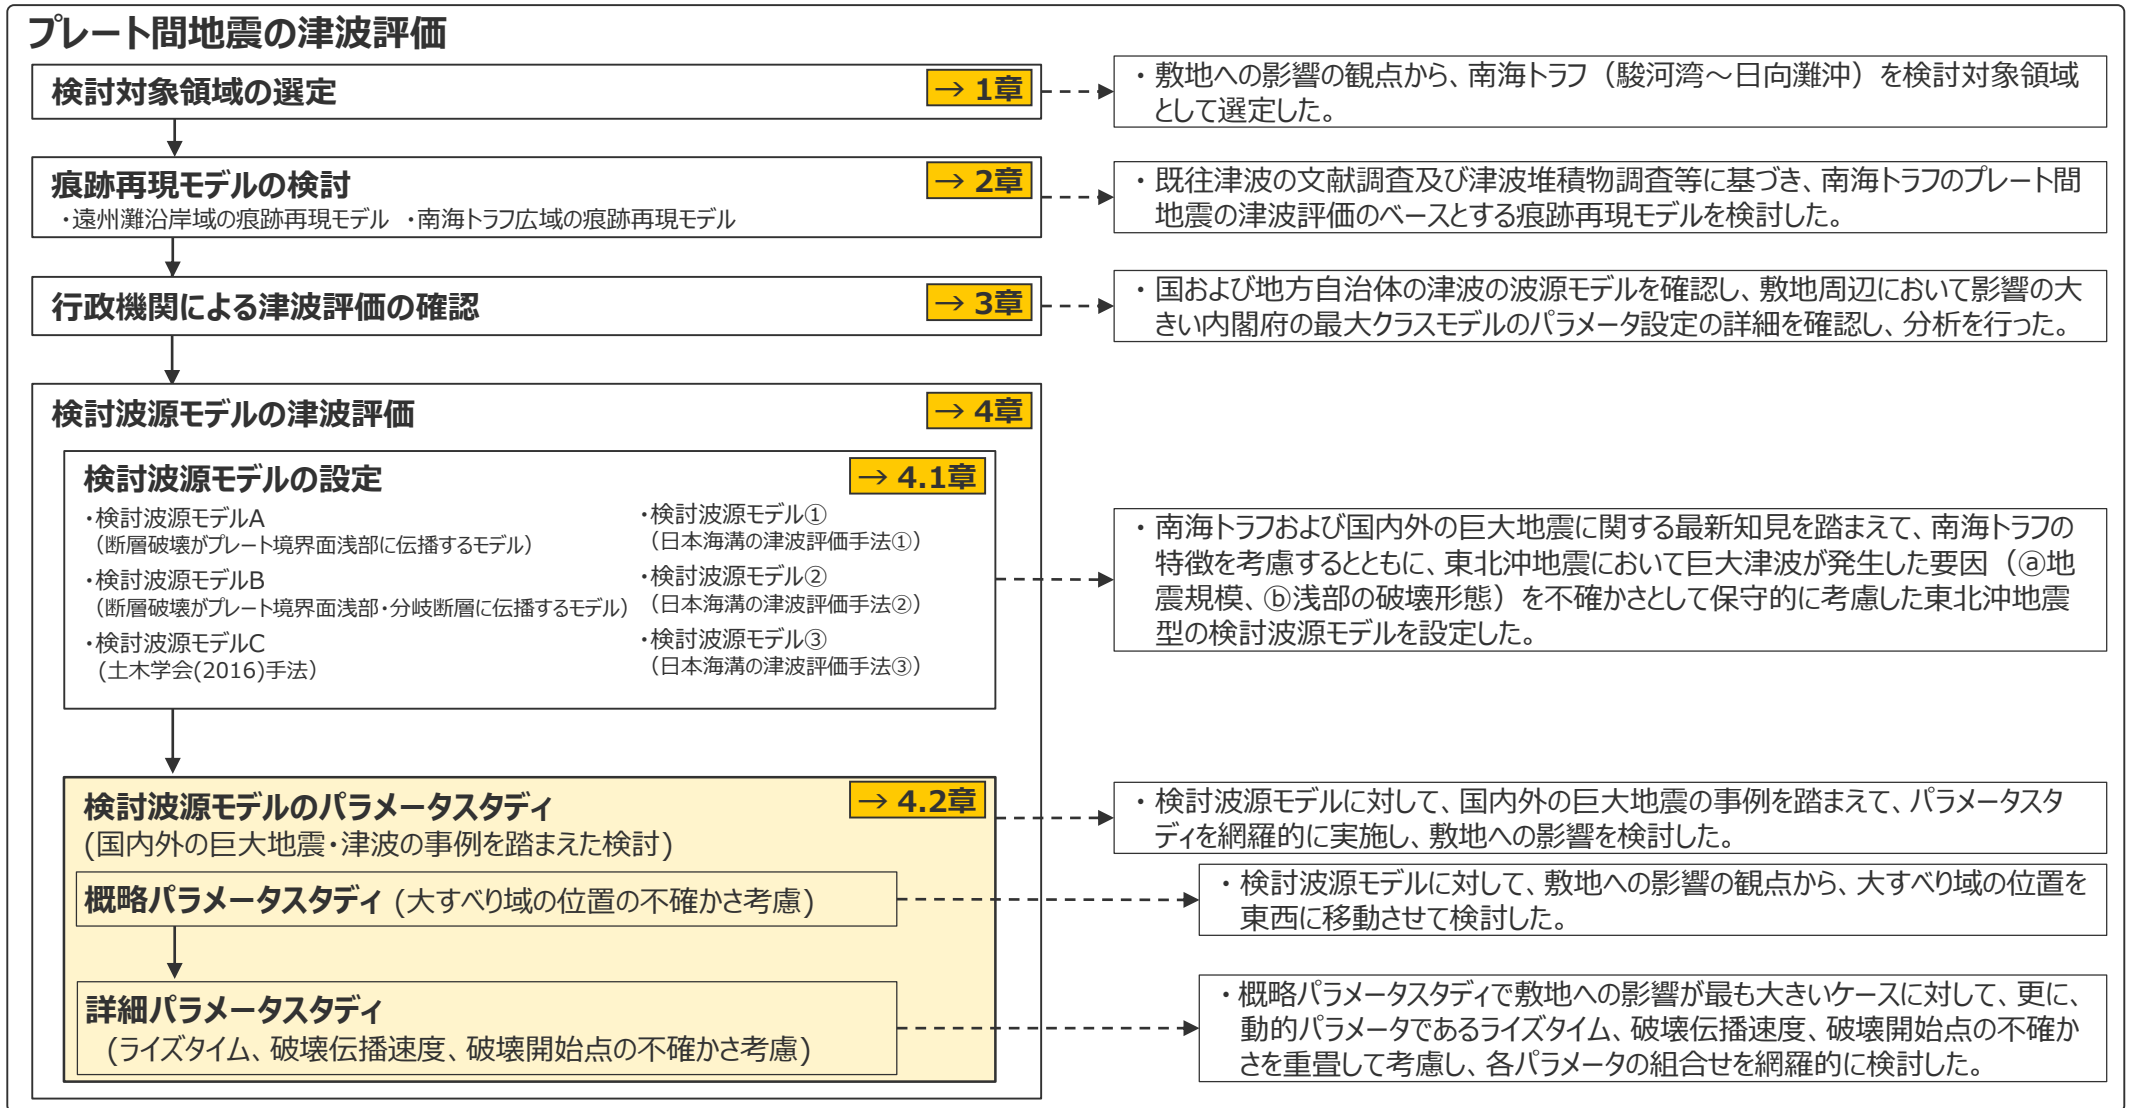 プレート間地震の津波評価
検討対象領域の選定
→ 1章
・敷地への影響の観点から、南海トラフ（駿河湾～日向灘沖）を検討対象領域
として選定した。
痕跡再現モデルの検討
→ 2章
・遠州灘沿岸域の痕跡再現モデル ・南海トラフ広域の痕跡再現モデル
・既往津波の文献調査及び津波堆積物調査等に基づき、南海トラフのプレート間
地震の津波評価のベースとする痕跡再現モデルを検討した。
行政機関による津波評価の確認
→ 3章
・国および地方自治体の津波の波源モデルを確認し、敷地周辺において影響の大
きい内閣府の最大クラスモデルのパラメータ設定の詳細を確認し、分析を行った。
検討波源モデルの津波評価
→ 4章
検討波源モデルの設定
→ 4.1章
・検討波源モデルA
（断層破壊がプレート境界面浅部に伝播するモデル）
・検討波源モデルB
（断層破壊がプレート境界面浅部・分岐断層に伝播するモデル）
・検討波源モデルC
(土木学会(2016)手法）
・検討波源モデル①
（日本海溝の津波評価手法①）
・検討波源モデル②
（日本海溝の津波評価手法②）
・検討波源モデル③
（日本海溝の津波評価手法③）
・南海トラフおよび国内外の巨大地震に関する最新知見を踏まえて、南海トラフの
特徴を考慮するとともに、東北沖地震において巨大津波が発生した要因（ⓐ地
震規模、ⓑ浅部の破壊形態）を不確かさとして保守的に考慮した東北沖地震
型の検討波源モデルを設定した。
検討波源モデルのパラメータスタディ
→ 4.2章
(国内外の巨大地震・津波の事例を踏まえた検討)
・検討波源モデルに対して、国内外の巨大地震の事例を踏まえて、パラメータスタ
ディを網羅的に実施し、敷地への影響を検討した。
概略パラメータスタディ (大すべり域の位置の不確かさ考慮)
・検討波源モデルに対して、敷地への影響の観点から、大すべり域の位置を
東西に移動させて検討した。
詳細パラメータスタディ
(ライズタイム、破壊伝播速度、破壊開始点の不確かさ考慮)
・概略パラメータスタディで敷地への影響が最も大きいケースに対して、更に、
動的パラメータであるライズタイム、破壊伝播速度、破壊開始点の不確か
さを重畳して考慮し、各パラメータの組合せを網羅的に検討した。